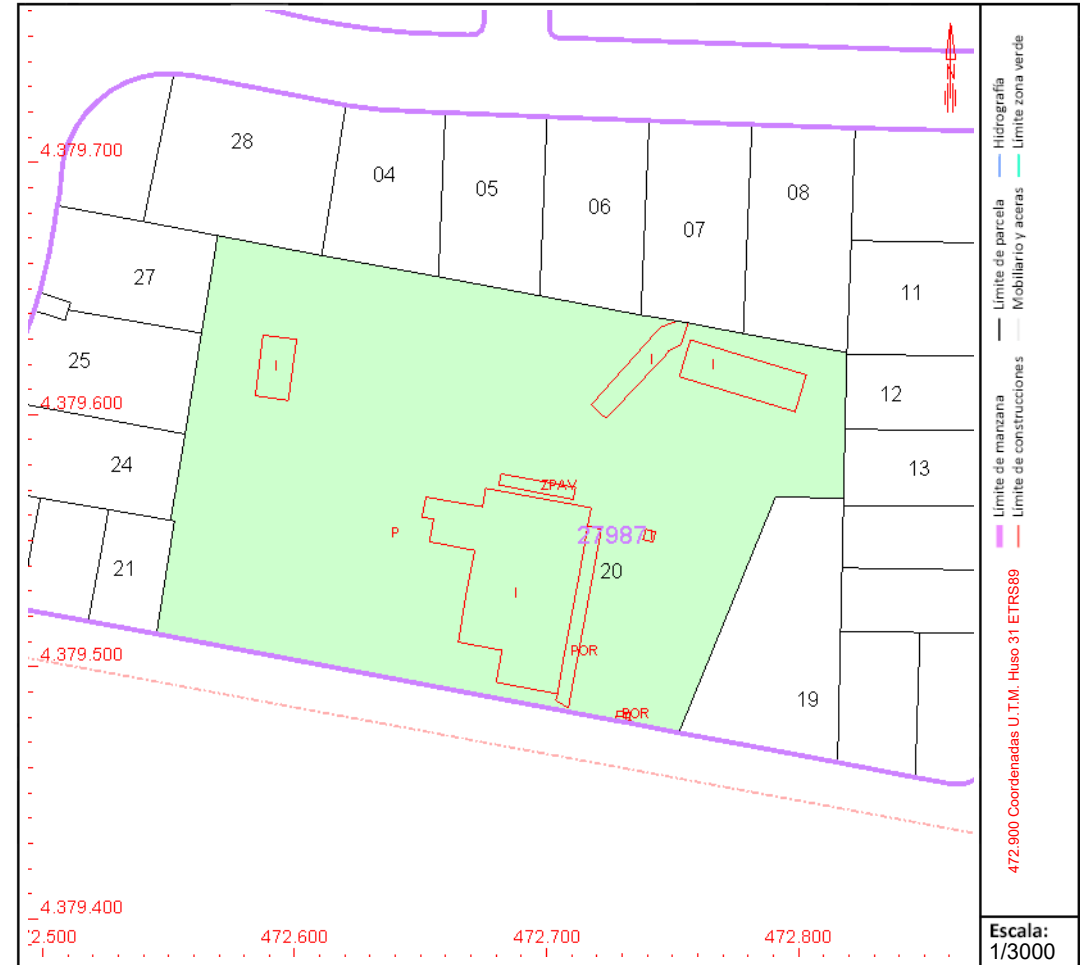 N
28
04
05
06
07
08
4.379.700
27
11
25
I
I
I
12
4.379.600
24
13
ZPAV
P
27987
I
20
21
I
POR
4.379.500
19
POR
4.379.400
72.500
472.600
472.700
472.800
Límite de manzana
Límite de parcela
Hidrografía
Límite de construcciones
Mobiliario y aceras
Límite zona verde
472.900 Coordenadas U.T.M. Huso 31 ETRS89
Escala:
1/3000